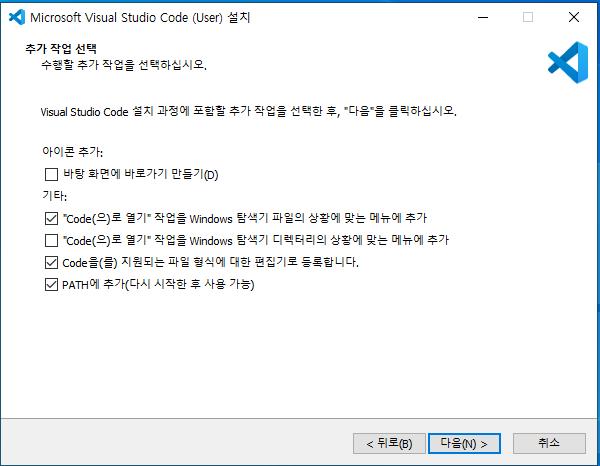 Microsoft Visual Studio Code (User) 설치
추가 작업 선택
수행할 추가 작업을 선택하십시오.
Visual Studio Code 설치 과정에 포함할 추가 작업을 선택한 후, "다음"을 클릭하십시오.
아이콘 추가:
바탕 화면에 바로가기 만들기(D)
기타:
"Code(으)로 열기" 작업을 Windows 탐색기 파일의 상황에 맞는 메뉴에 추가
"Code(으)로 열기" 작업을 Windows 탐색기 디렉터리의 상황에 맞는 메뉴에 추가
Code을(를) 지원되는 파일 형식에 대한 편집기로 등록합니다.
PATH에 추가(다시 시작한 후 사용 가능)
< 뒤로(B) 다음(N) > 취소